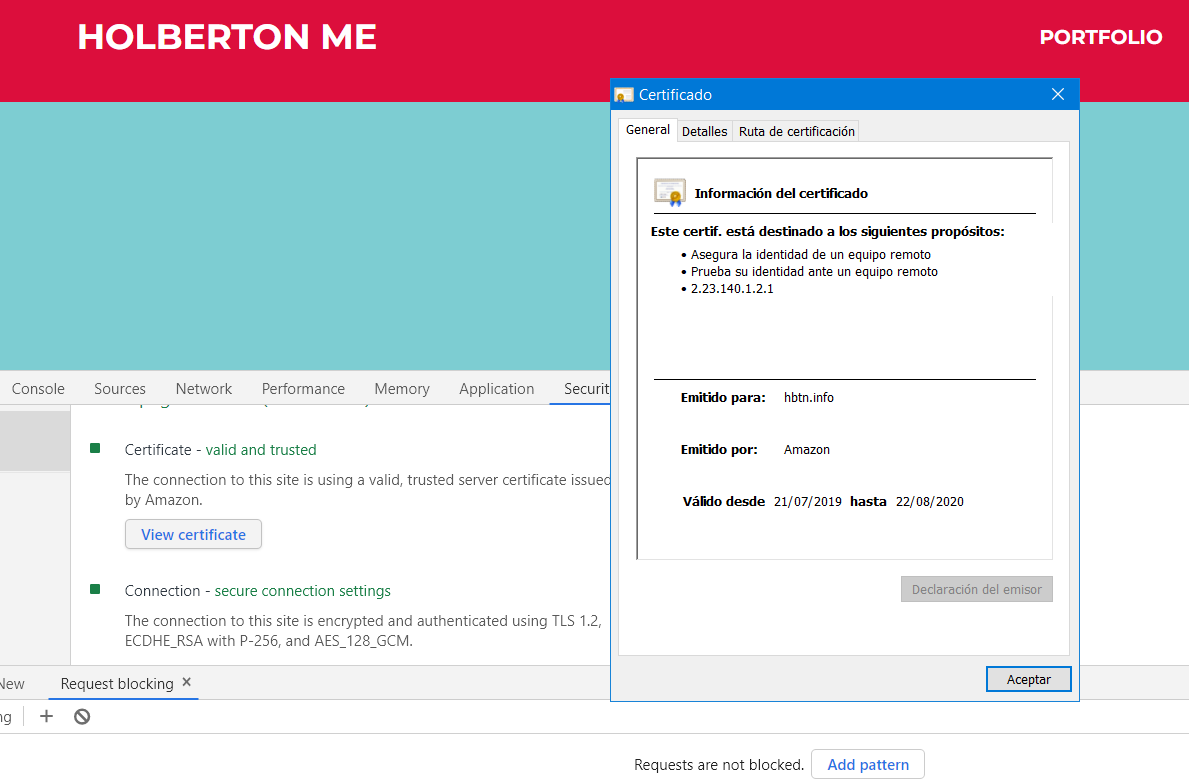 HOLBERTON ME
PORTFOLIO
Certificado
General
Detalles
Ruta de certificación
Información del certificado
Este certif. está destinado a los siguientes propósitos:
• Asegura la identidad de un equipo remoto
• Prueba su identidad ante un equipo remoto
• 2.23.140.1.2.1
Emitido para: hbtn.info
Emitido por: Amazon
Válido desde 21/07/2019 hasta 22/08/2020
Declaración del emisor
Aceptar
Console
Sources
Network
Performance
Memory
Application
Securit
Certificate - valid and trusted
The connection to this site is using a valid, trusted server certificate issued
by Amazon.
View certificate
Connection - secure connection settings
The connection to this site is encrypted and authenticated using TLS 1.2,
ECDHE_RSA with P-256, and AES_128_GCM.
New
Request blocking ×
ng
Requests are not blocked.
Add pattern